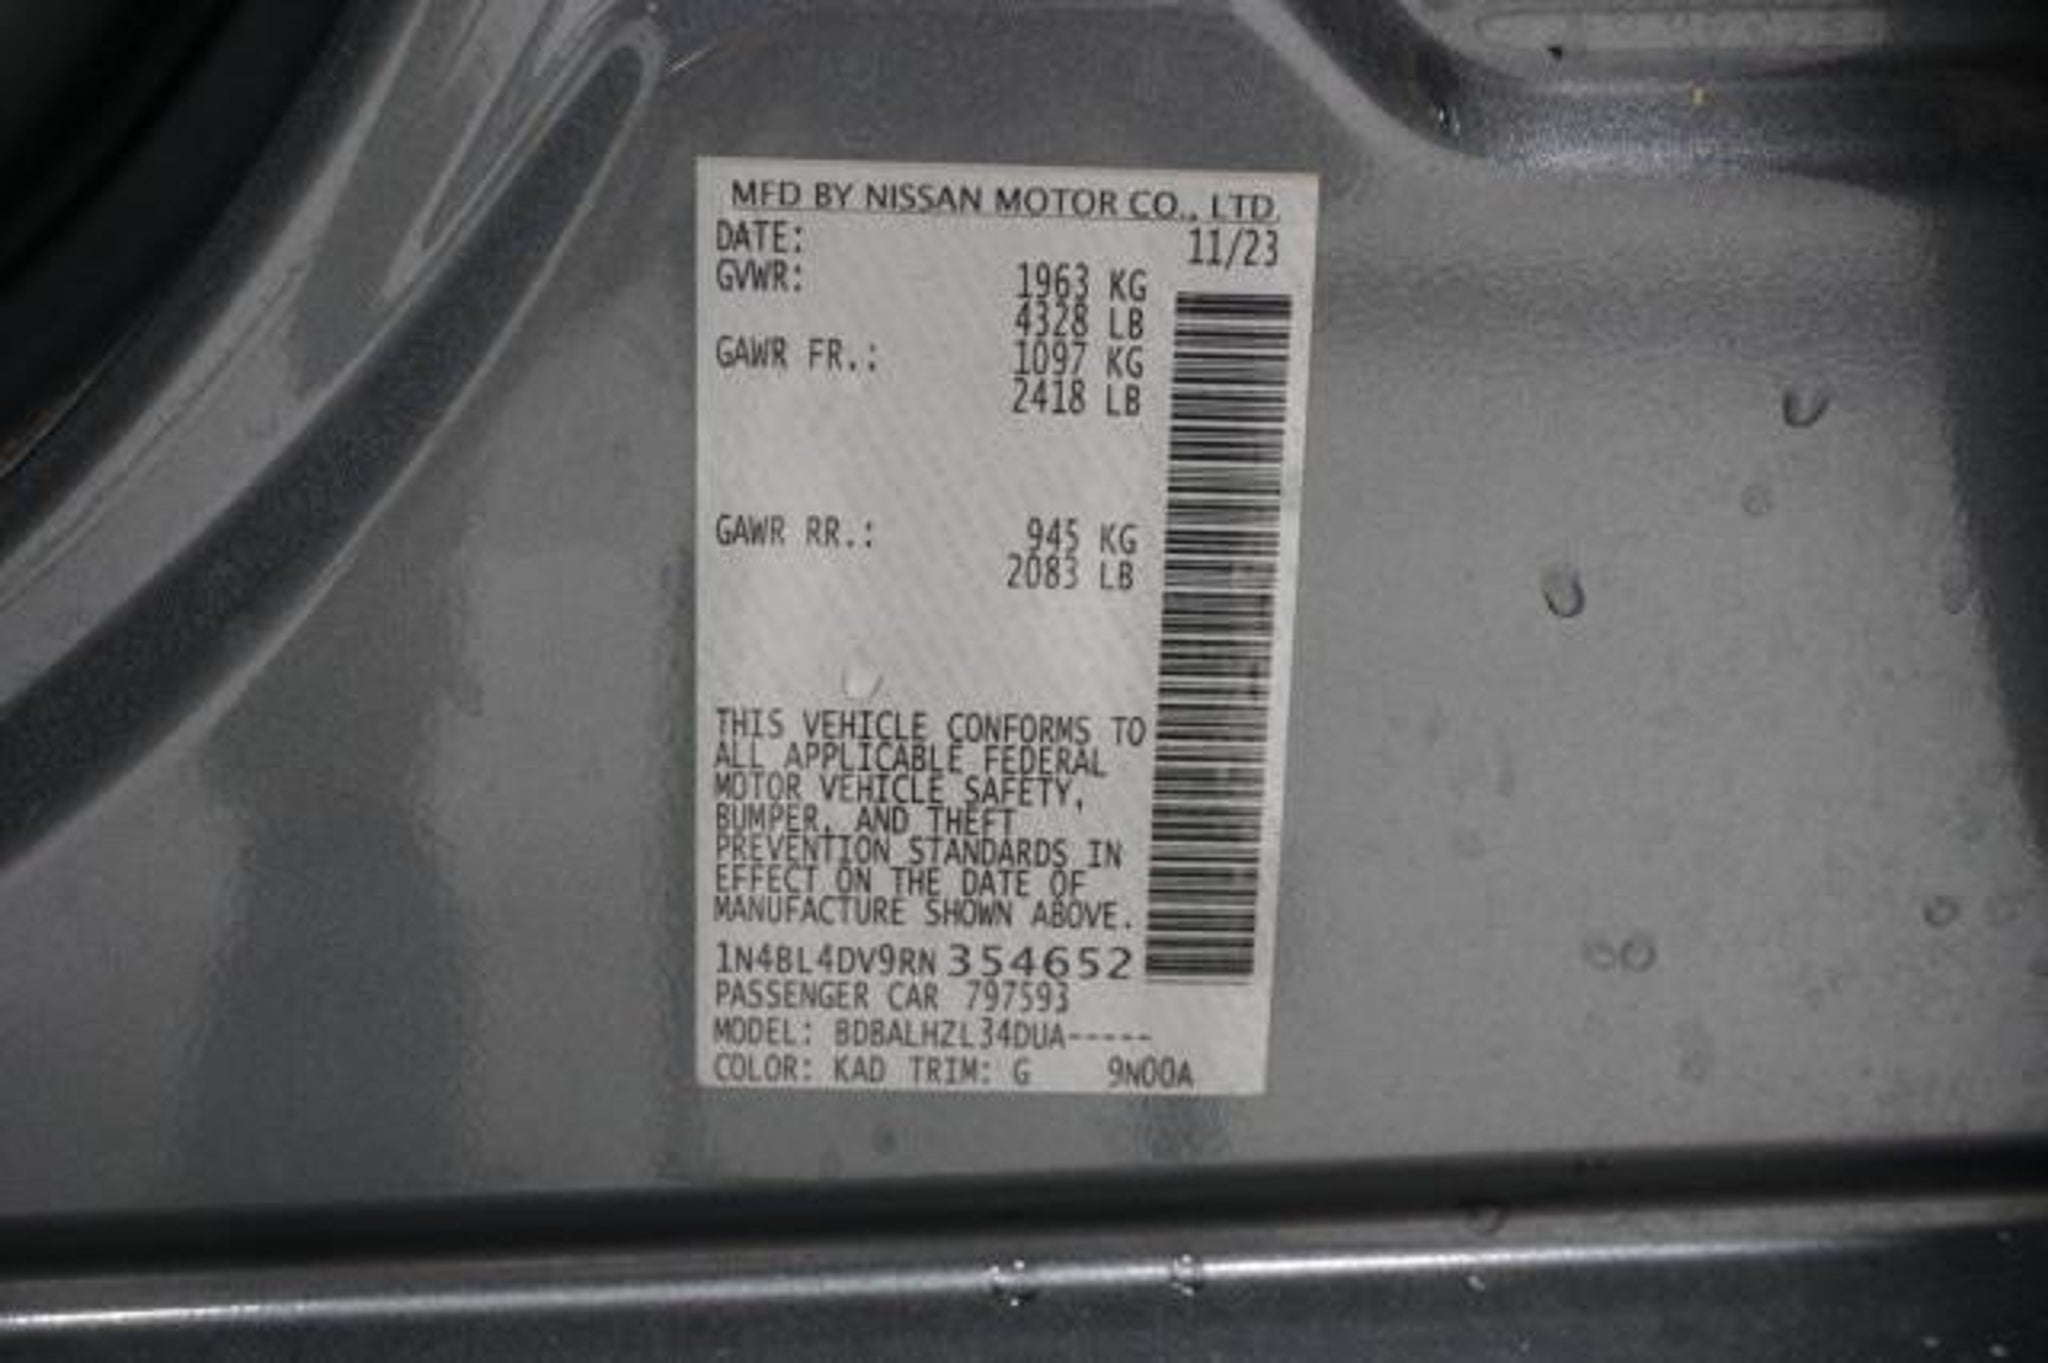 MFD BY NISSAN MOTOR CO., LTD.
DATE: 11/23
GVWR: 1963 KG
4328 LB
GAWR FR.: 1097 KG
2418 LB
GAWR RR.: 945 KG
2083 LB
THIS VEHICLE CONFORMS TO
ALL APPLICABLE FEDERAL
MOTOR VEHICLE SAFETY,
BUMPER, AND THEFT
PREVENTION STANDARDS IN
EFFECT ON THE DATE OF
MANUFACTURE SHOWN ABOVE.
1N4BL4DV9RN354652
PASSENGER CAR 797593
MODEL: BDBALHZL34DUA-----
COLOR: KAD TRIM: G 9N00A